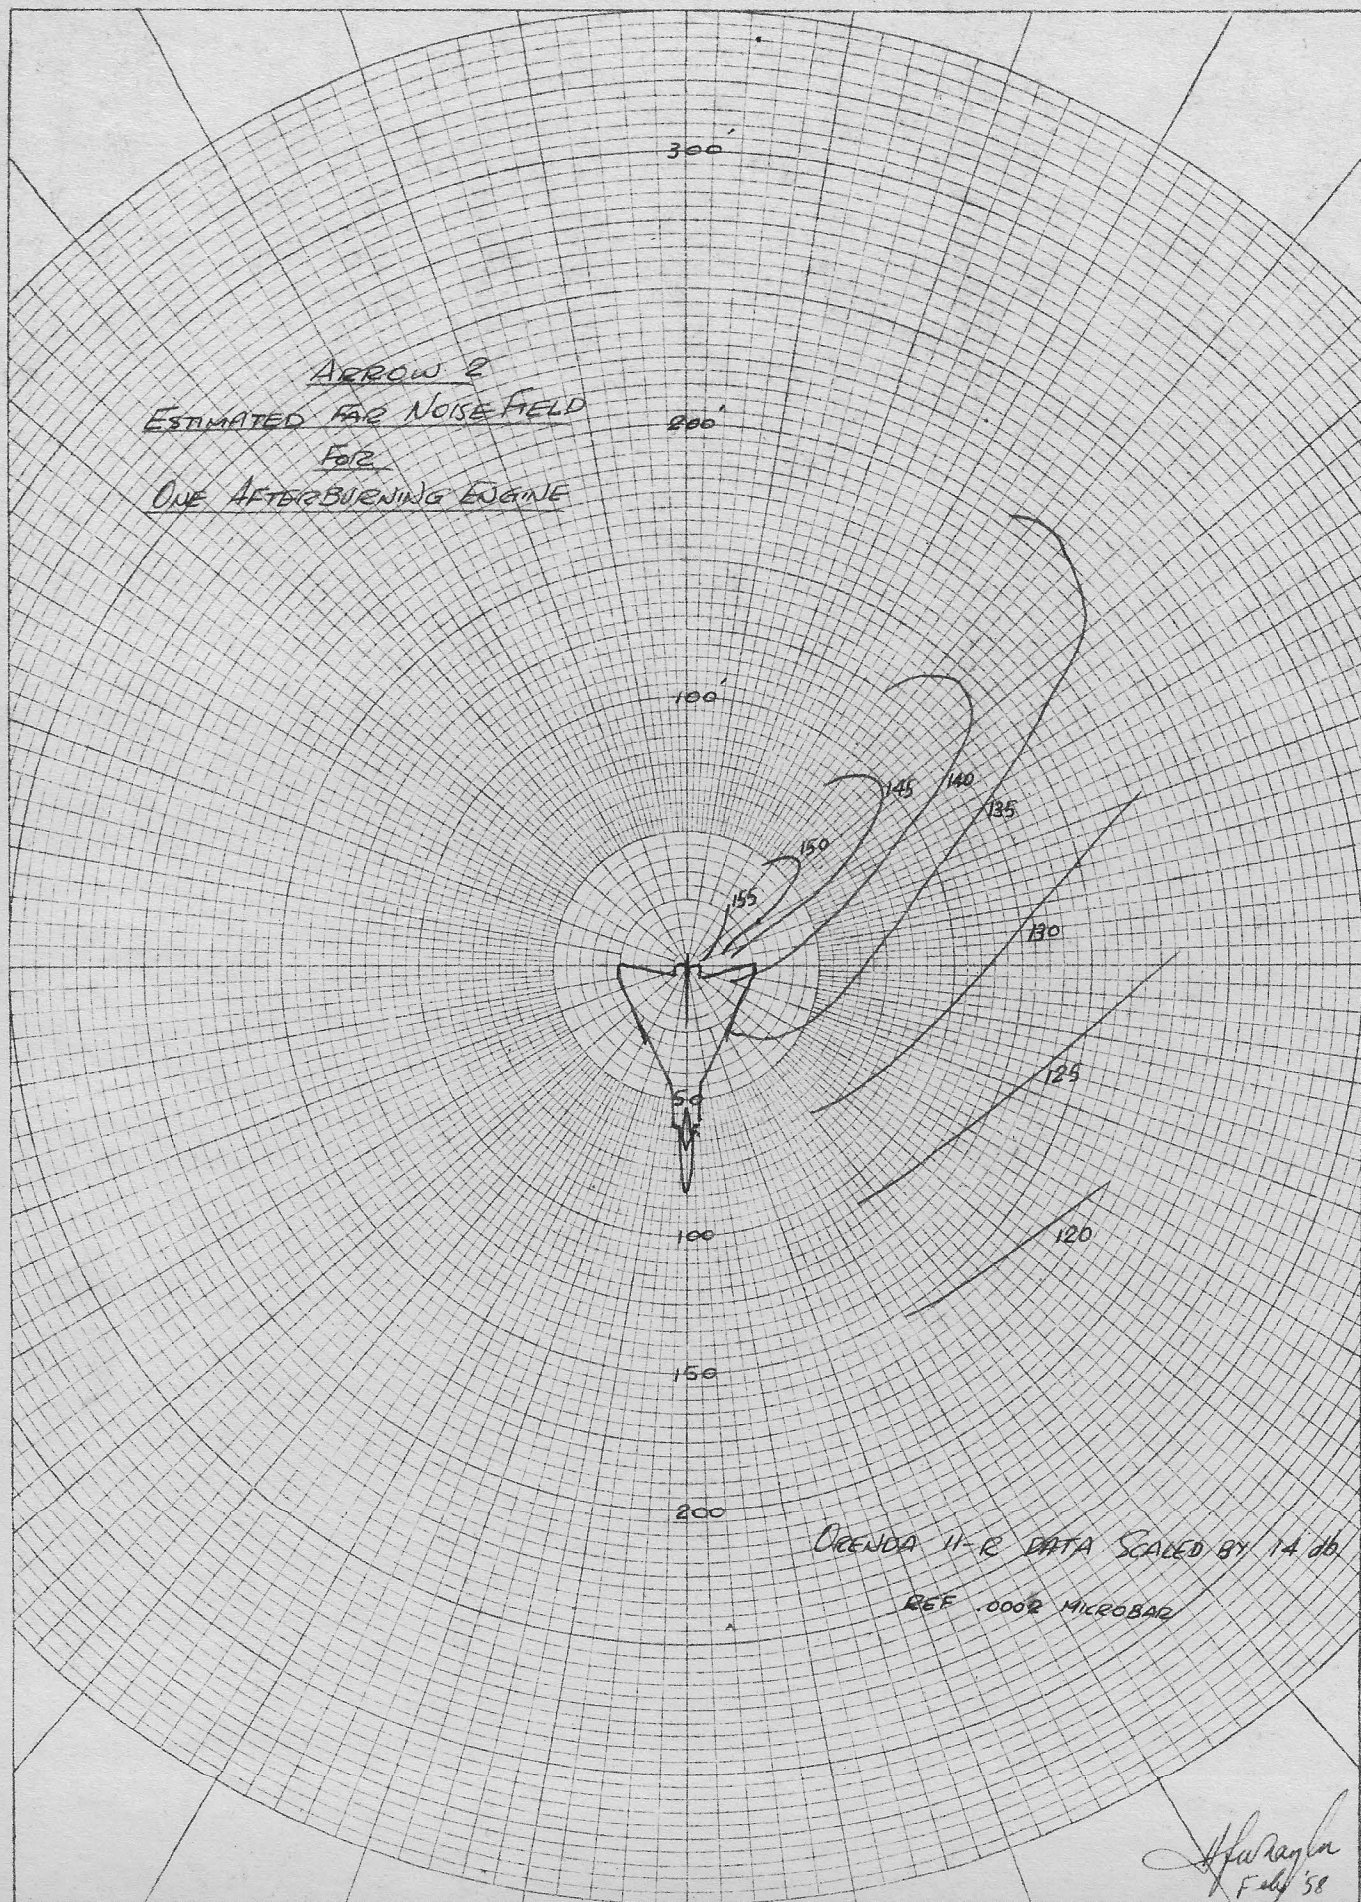 300'
ARROW 2
ESTIMATED FAR NOISE FIELD
200'
FOR
ONE AFTERBURNING ENGINE
100'
145
140
135
150
155
130
50
125
100
120
150
200
ORENDA 11-R DATA SCALED BY 14 db
REF .0002 MICROBAR
Feb '58